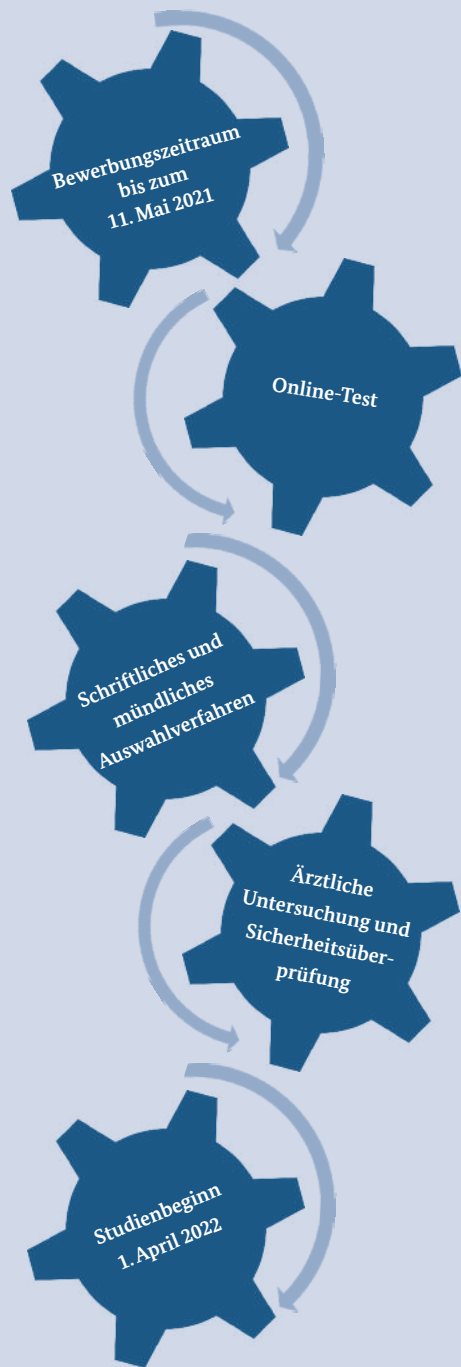 Bewerbungszeitraum
bis zum
11. Mai 2021
Online-Test
Schriftliches und
mündliches
Auswahlverfahren
Ärztliche
Untersuchung und
Sicherheitsüber-
prüfung
Studienbeginn
1. April 2022